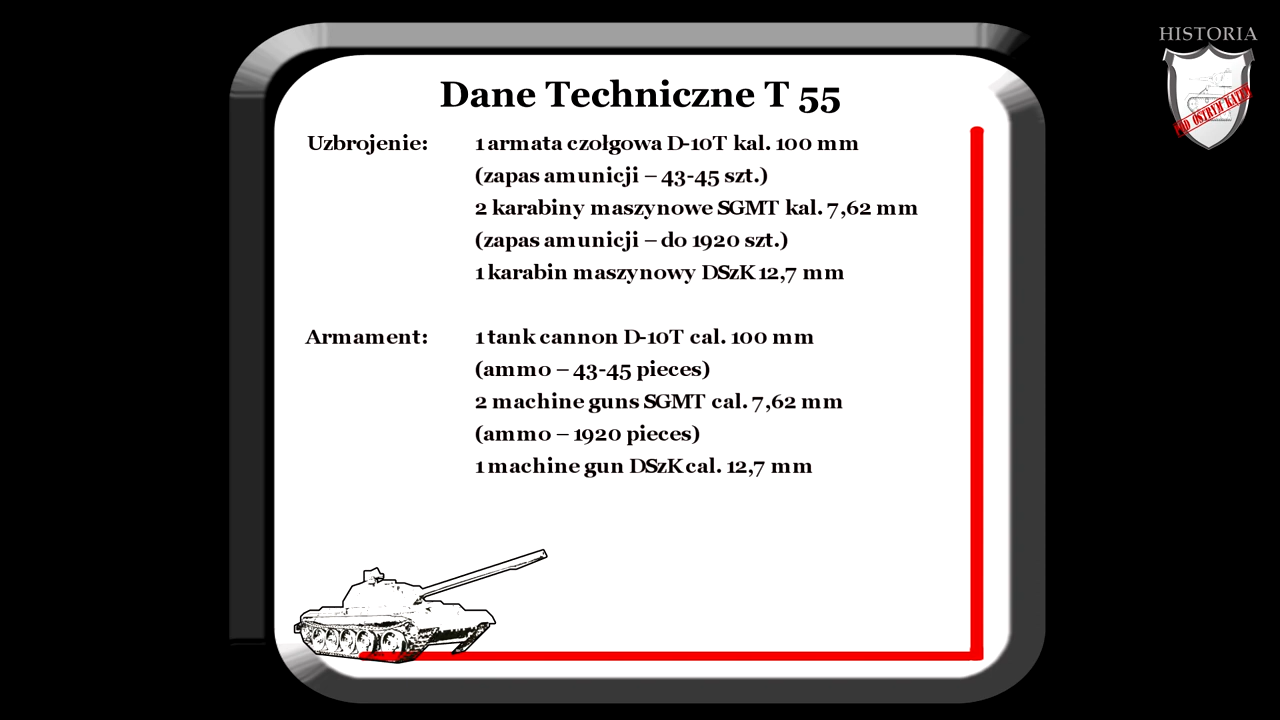 HISTORIA
POD OSTRYM KĄTEM
Dane Techniczne T 55
Uzbrojenie: 1 armata czołgowa D-10T kal. 100 mm
(zapas amunicji – 43-45 szt.)
2 karabiny maszynowe SGMT kal. 7,62 mm
(zapas amunicji – do 1920 szt.)
1 karabin maszynowy DSzK 12,7 mm
Armament: 1 tank cannon D-10T cal. 100 mm
(ammo – 43-45 pieces)
2 machine guns SGMT cal. 7,62 mm
(ammo – 1920 pieces)
1 machine gun DSzK cal. 12,7 mm